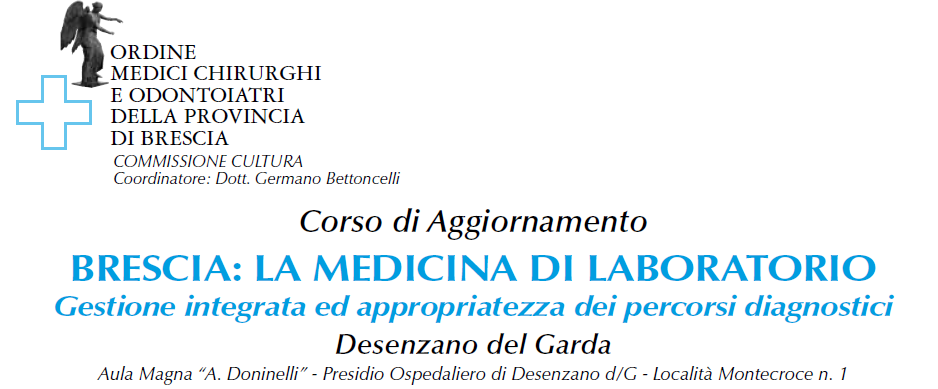 ORDINE
MEDICI CHIRURGHI
E ODONTOIATRI
DELLA PROVINCIA
DI BRESCIA
COMMISSIONE CULTURA
Coordinatore: Dott. Germano Bettoncelli
Corso di Aggiornamento
BRESCIA: LA MEDICINA DI LABORATORIO
Gestione integrata ed appropriatezza dei percorsi diagnostici
Desenzano del Garda
Aula Magna “A. Doninelli” - Presidio Ospedaliero di Desenzano d/G - Località Montecroce n. 1